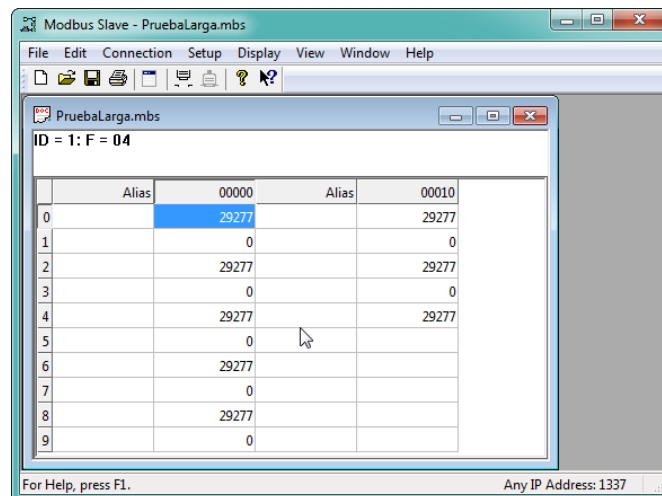 Modbus Slave - PruebaLarga.mbs
File Edit Connection Setup Display View Window Help
PruebaLarga.mbs
ID = 1: F = 04
Alias 00000 Alias 00010
0 29277 29277
1 0 0
2 29277 29277
3 0 0
4 29277 29277
5 0
6 29277
7 0
8 29277
9 0
For Help, press F1. Any IP Address: 1337